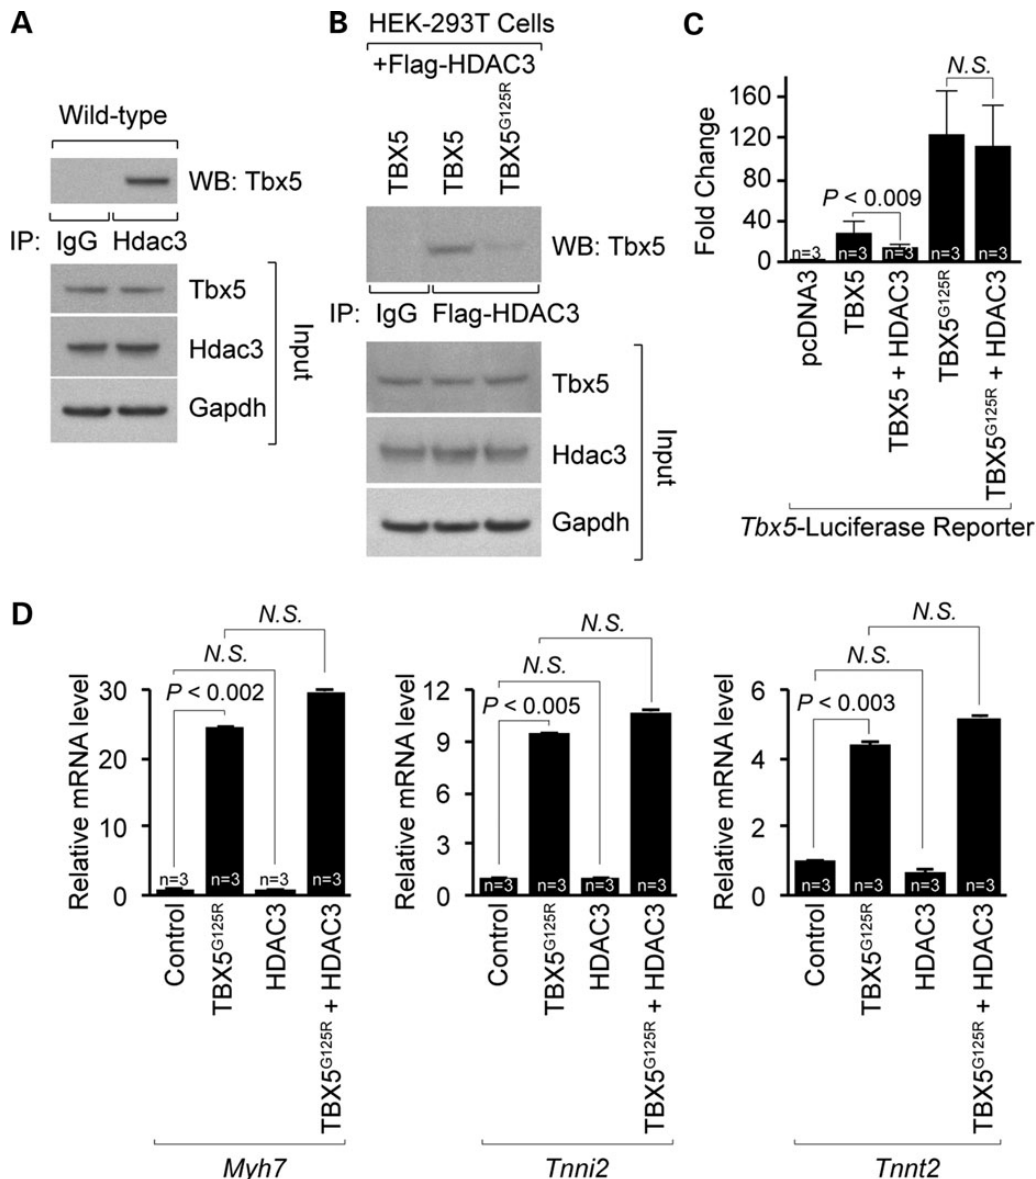 A
Wild-type
WB: Tbx5
IP: IgG Hdac3
Tbx5
Hdac3
Gapdh
Input
B
HEK-293T Cells
+Flag-HDAC3
TBX5
TBX5
TBX5G125R
WB: Tbx5
IP: IgG Flag-HDAC3
Tbx5
Hdac3
Gapdh
Input
C
N.S.
P < 0.009
Fold Change
160
120
80
40
0
n=3 n=3 n=3 n=3 n=3
pcDNA3
TBX5
TBX5 + HDAC3
TBX5G125R
TBX5G125R + HDAC3
Tbx5-Luciferase Reporter
D
N.S.
N.S.
P < 0.002
Relative mRNA level
30
20
10
0
n=3 n=3 n=3 n=3
Control
TBX5G125R
HDAC3
TBX5G125R + HDAC3
Myh7
N.S.
N.S.
P < 0.005
Relative mRNA level
12
9
6
3
0
n=3 n=3 n=3 n=3
Control
TBX5G125R
HDAC3
TBX5G125R + HDAC3
Tnni2
N.S.
N.S.
P < 0.003
Relative mRNA level
6
4
2
0
n=3 n=3 n=3 n=3
Control
TBX5G125R
HDAC3
TBX5G125R + HDAC3
Tnnt2